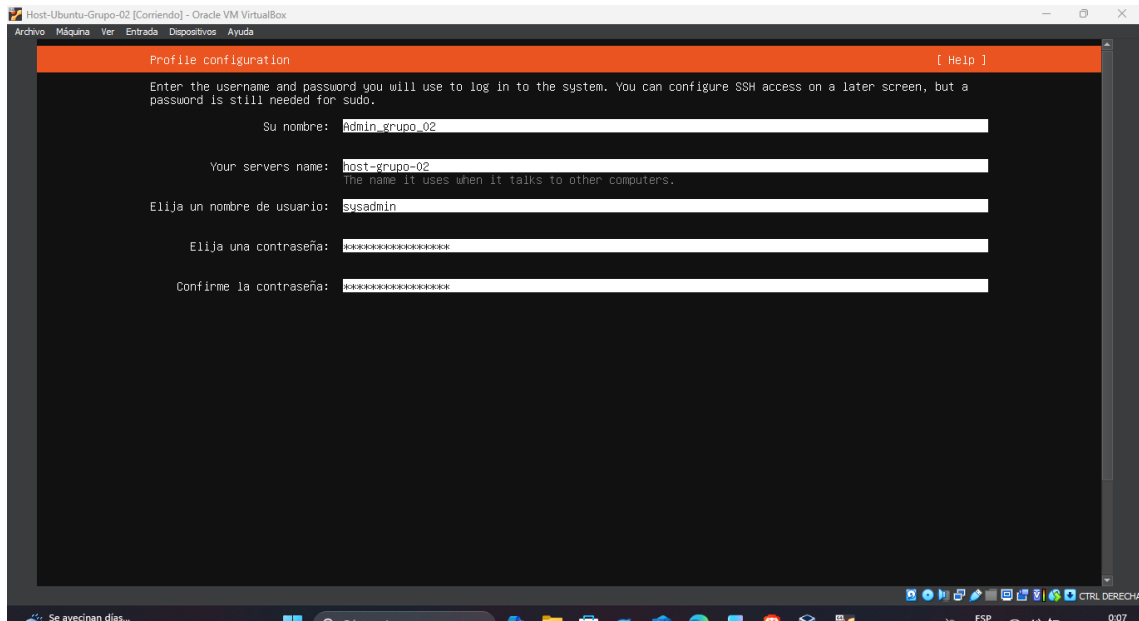 Host-Ubuntu-Grupo-02 [Corriendo] - Oracle VM VirtualBox
Archivo Máquina Ver Entrada Dispositivos Ayuda
Profile configuration [ Help ]
Enter the username and password you will use to log in to the system. You can configure SSH access on a later screen, but a
password is still needed for sudo.
Su nombre: Admin_grupo_02
Your servers name: host-grupo-02
The name it uses when it talks to other computers.
Elija un nombre de usuario: sysadmin
Elija una contraseña: ****************
Confirme la contraseña: ****************
CTRL DERECHA
Se avecinan días...
ESP
0:07